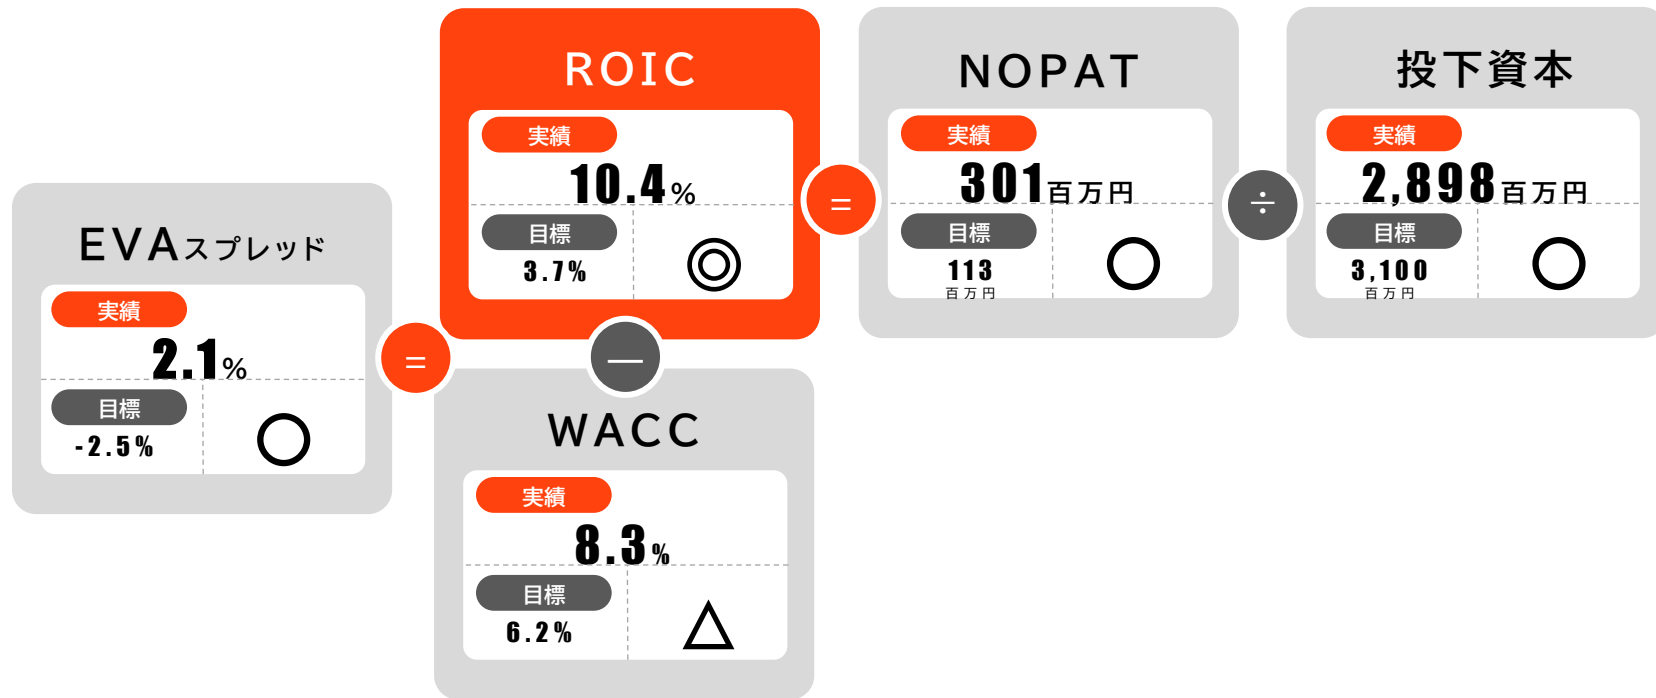 EVAスプレッド
実績
2.1%
目標
-2.5%
○
=
ROIC
実績
10.4%
目標
3.7%
◎
—
WACC
実績
8.3%
目標
6.2%
△
=
NOPAT
実績
301百万円
目標
113
百万円
○
÷
投下資本
実績
2,898百万円
目標
3,100
百万円
○